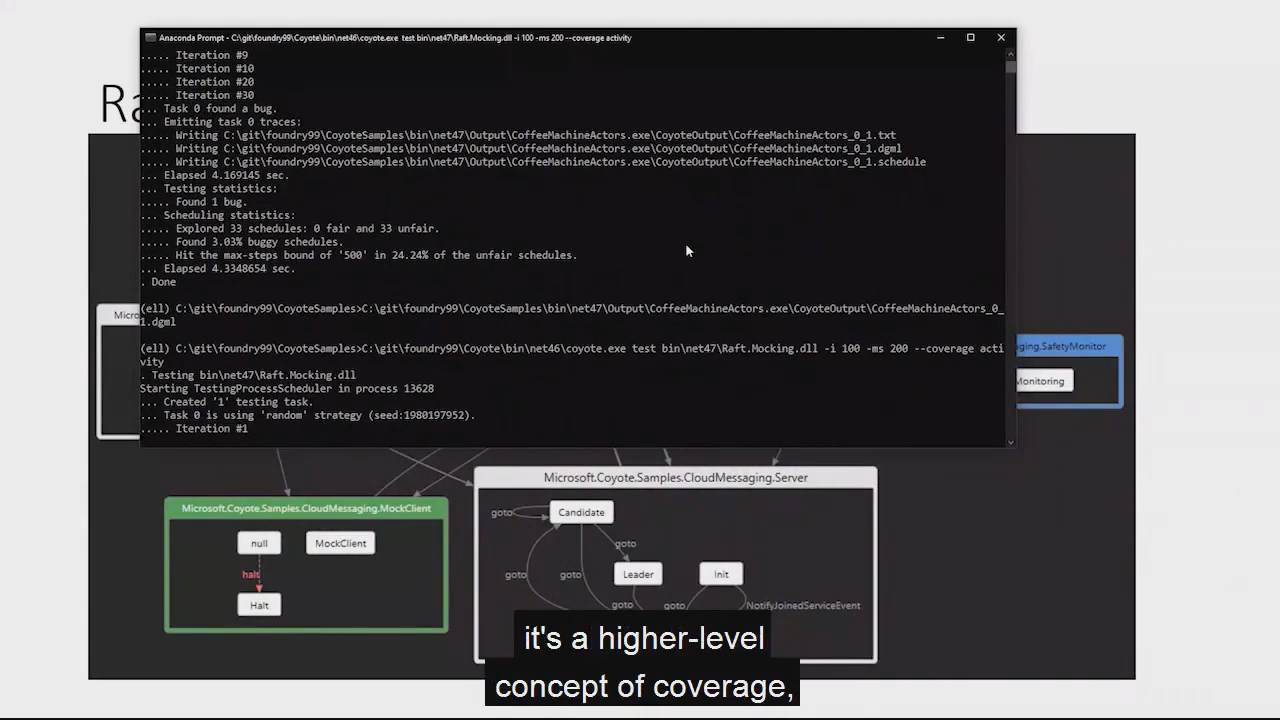 Anaconda Prompt - C:\git\foundry99\Coyote\bin\net46\coyote.exe test bin\net47\Raft.Mocking.dll -i 100 -ms 200 --coverage activity
..... Iteration #9
..... Iteration #10
..... Iteration #20
..... Iteration #30
... Task 0 found a bug.
... Emitting task 0 traces:
..... Writing C:\git\foundry99\CoyoteSamples\bin\net47\Output\CoffeeMachineActors.exe\CoyoteOutput\CoffeeMachineActors_0_1.txt
..... Writing C:\git\foundry99\CoyoteSamples\bin\net47\Output\CoffeeMachineActors.exe\CoyoteOutput\CoffeeMachineActors_0_1.dgml
..... Writing C:\git\foundry99\CoyoteSamples\bin\net47\Output\CoffeeMachineActors.exe\CoyoteOutput\CoffeeMachineActors_0_1.schedule
... Elapsed 4.169145 sec.
... Testing statistics:
..... Found 1 bug.
... Scheduling statistics:
..... Explored 33 schedules: 0 fair and 33 unfair.
..... Found 3.03% buggy schedules.
..... Hit the max-steps bound of '500' in 24.24% of the unfair schedules.
... Elapsed 4.3348654 sec.
. Done
(ell) C:\git\foundry99\CoyoteSamples>C:\git\foundry99\CoyoteSamples\bin\net47\Output\CoffeeMachineActors.exe\CoyoteOutput\CoffeeMachineActors_0_
1.dgml
(ell) C:\git\foundry99\CoyoteSamples>C:\git\foundry99\Coyote\bin\net46\coyote.exe test bin\net47\Raft.Mocking.dll -i 100 -ms 200 --coverage acti
vity
. Testing bin\net47\Raft.Mocking.dll
Starting TestingProcessScheduler in process 13628
... Created '1' testing task.
... Task 0 is using 'random' strategy (seed:1980197952).
..... Iteration #1
Ra
Micro
ging.SafetyMonitor
Monitoring
Microsoft.Coyote.Samples.CloudMessaging.MockClient
null
MockClient
halt
Halt
Microsoft.Coyote.Samples.CloudMessaging.Server
goto
Candidate
goto
goto
goto
Leader
Init
goto
goto
NotifyJoinedServiceEvent
it's a higher-level
concept of coverage,